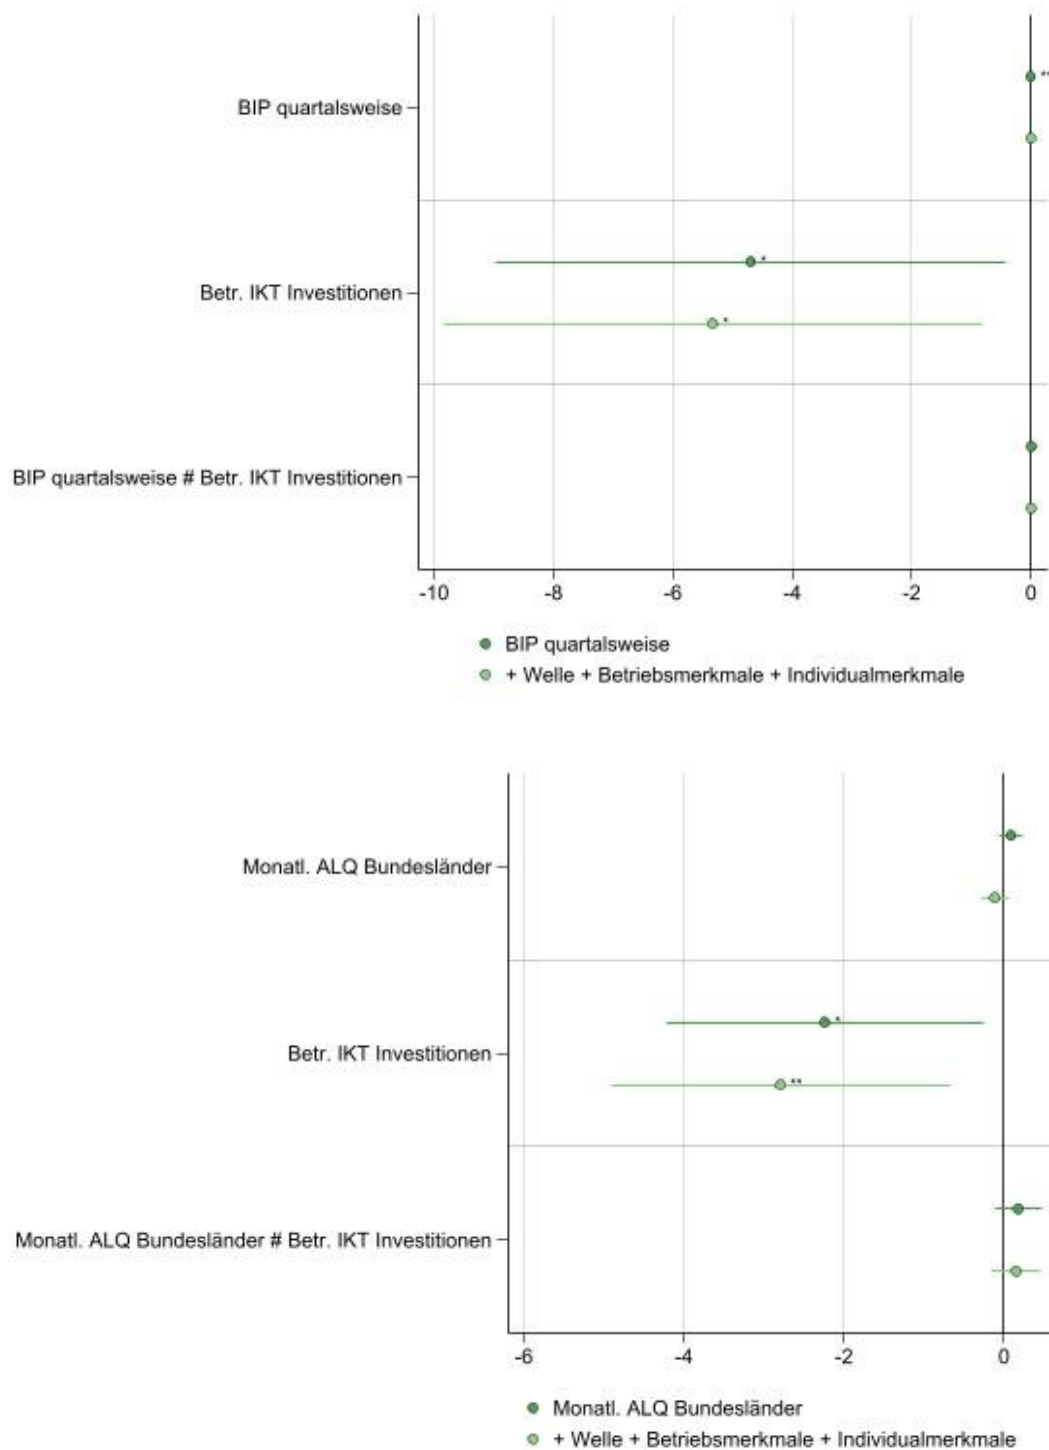 **
BIP quartalsweise
*
Betr. IKT Investitionen
*
BIP quartalsweise # Betr. IKT Investitionen
-10 -8 -6 -4 -2 0
BIP quartalsweise
+ Welle + Betriebsmerkmale + Individualmerkmale
Monatl. ALQ Bundesländer
*
Betr. IKT Investitionen
**
Monatl. ALQ Bundesländer # Betr. IKT Investitionen
-6 -4 -2 0
Monatl. ALQ Bundesländer
+ Welle + Betriebsmerkmale + Individualmerkmale